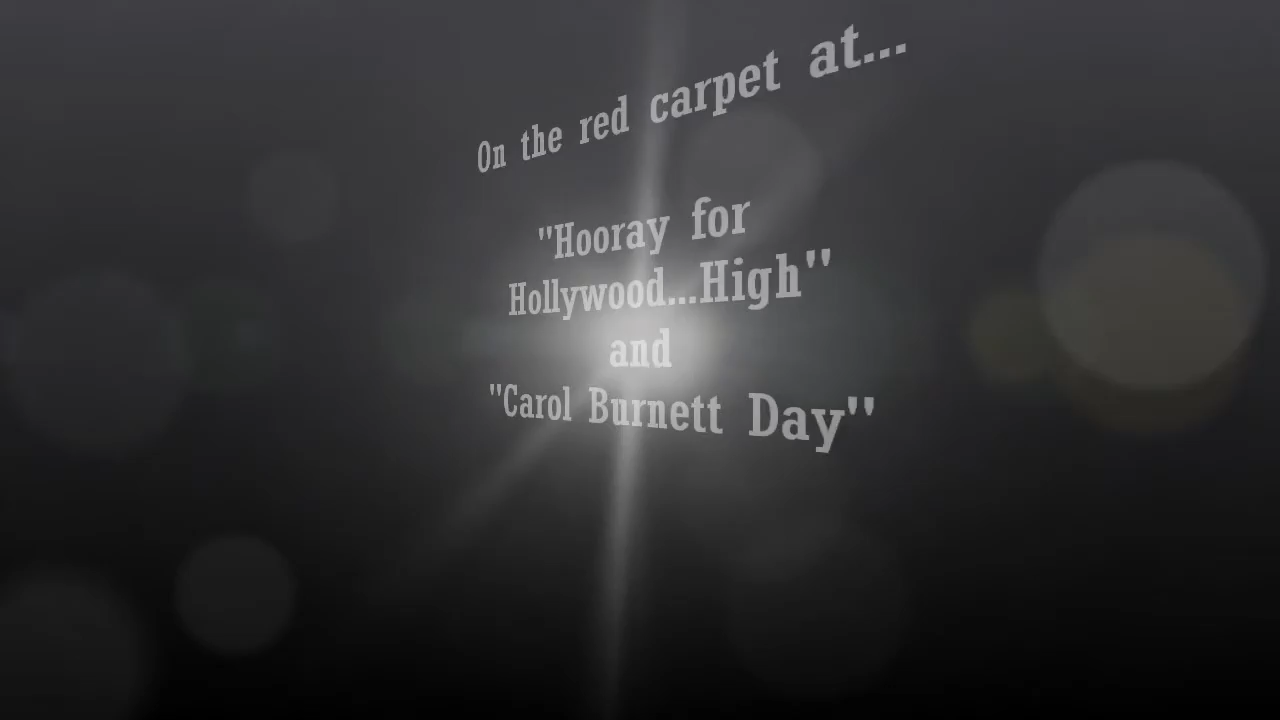 On the red carpet at...
"Hooray for
Hollywood...High"
and
"Carol Burnett Day"